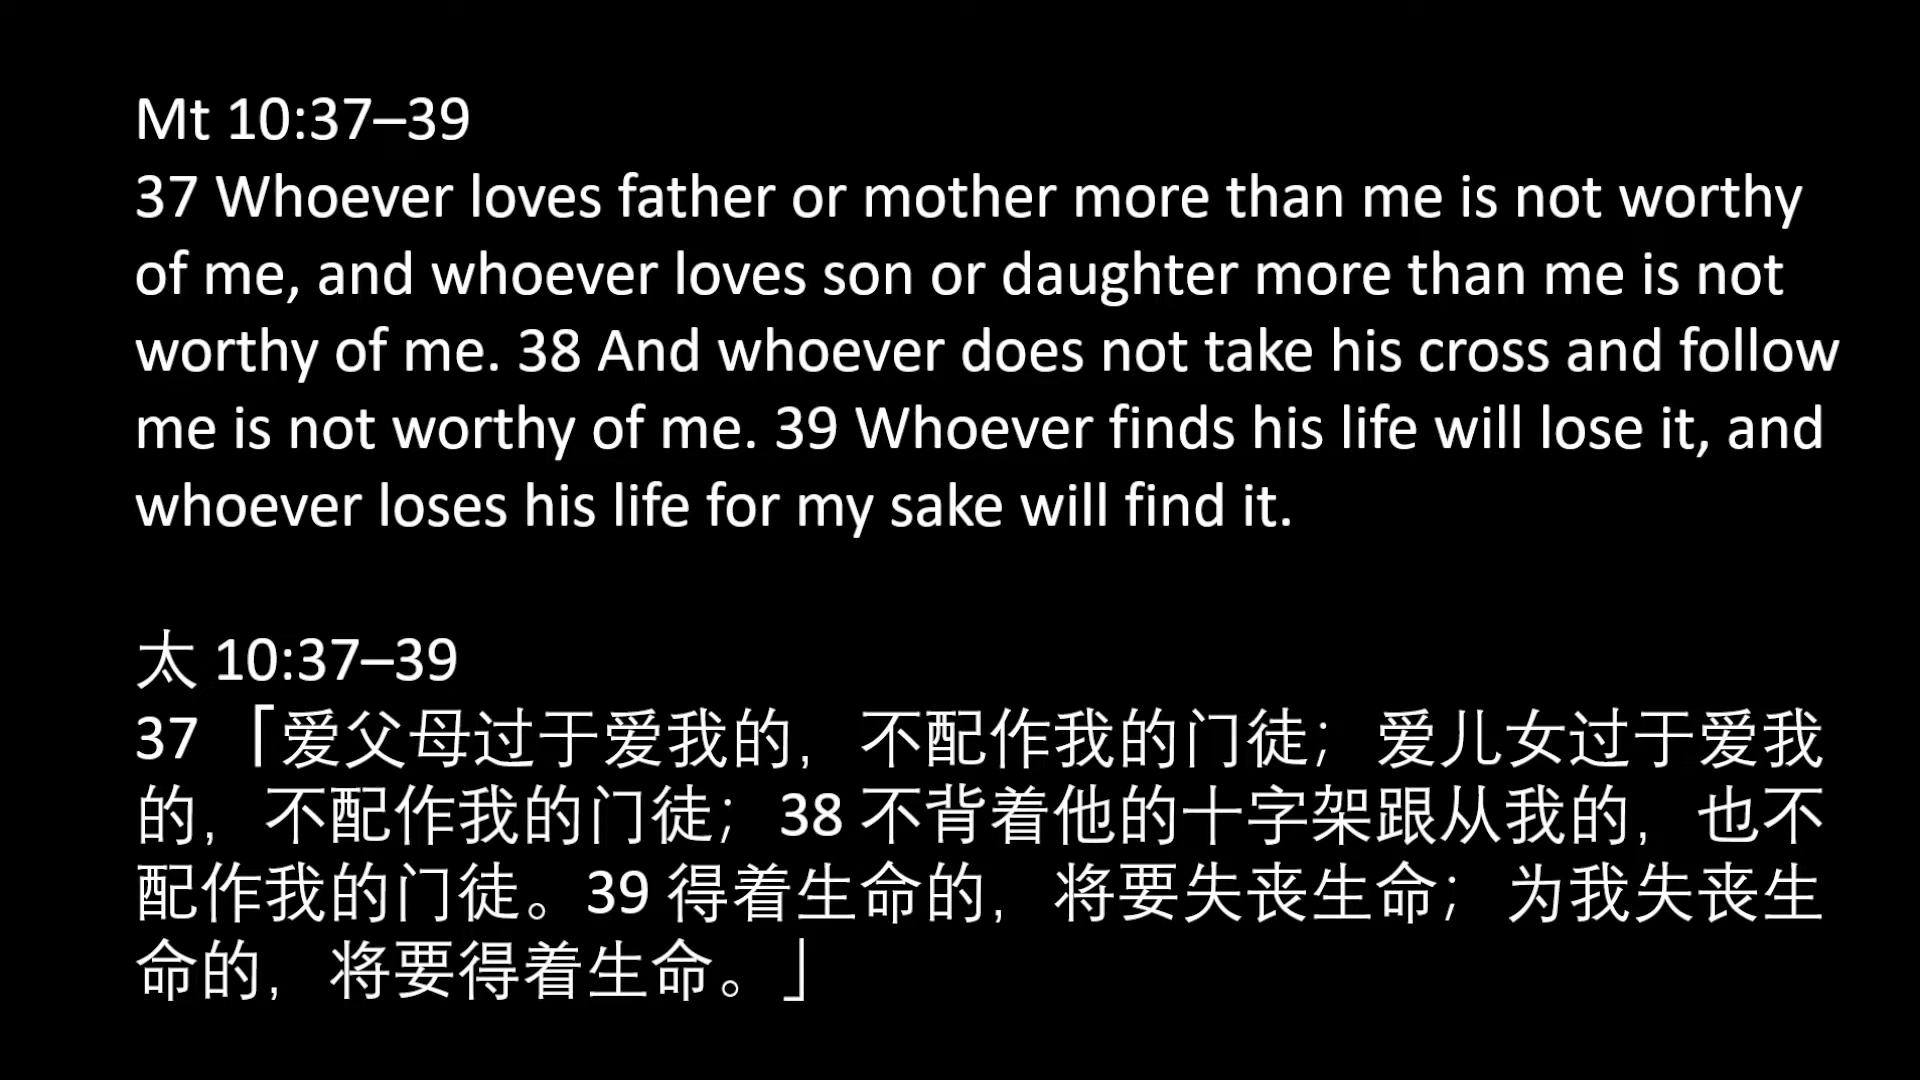 Mt 10:37–39
37 Whoever loves father or mother more than me is not worthy
of me, and whoever loves son or daughter more than me is not
worthy of me. 38 And whoever does not take his cross and follow
me is not worthy of me. 39 Whoever finds his life will lose it, and
whoever loses his life for my sake will find it.
太 10:37–39
37 「爱父母过于爱我的，不配作我的门徒；爱儿女过于爱我
的，不配作我的门徒；38 不背着他的十字架跟从我的，也不
配作我的门徒。39 得着生命的，将要失丧生命；为我失丧生
命的，将要得着生命。」